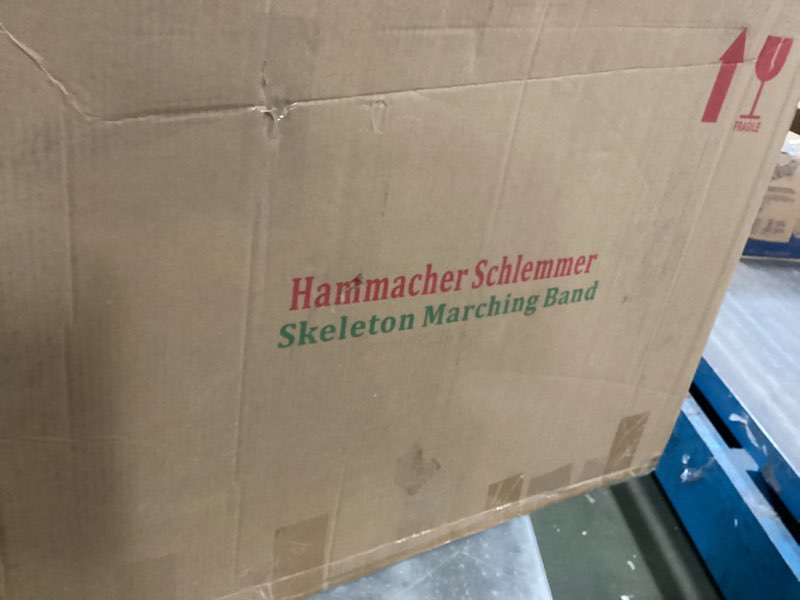 FRAGILE
Hammacher Schlemmer
Skeleton Marching Band